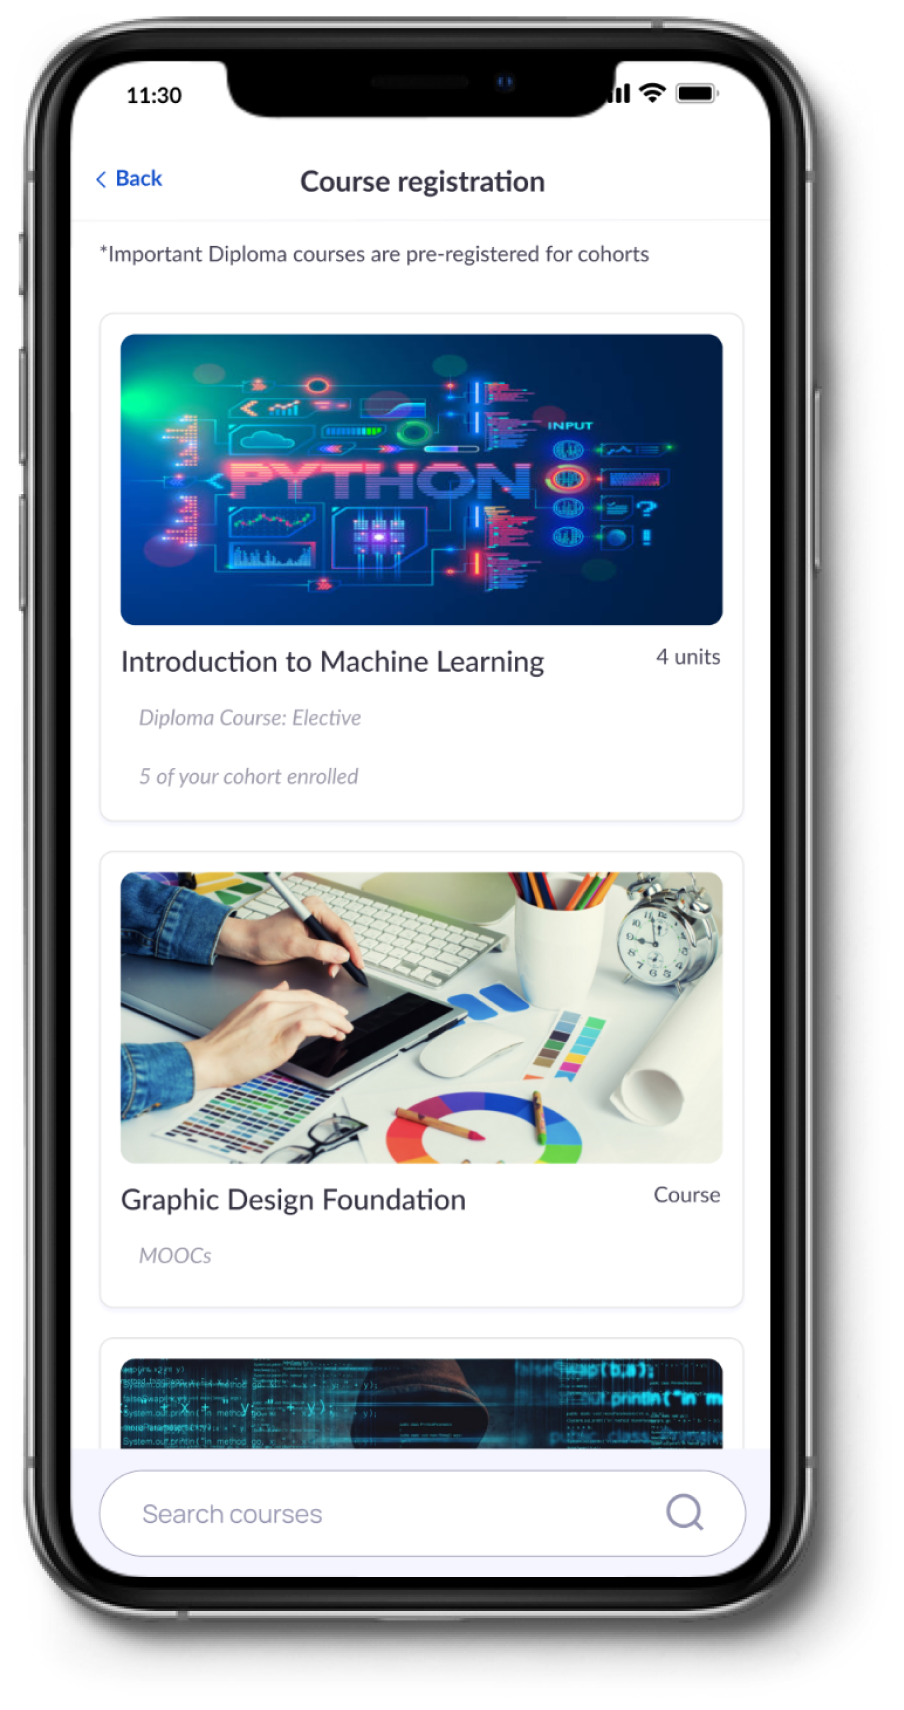 11:30
Back
Course registration
*Important Diploma courses are pre-registered for cohorts
INPUT
PYTHON
?
!
Introduction to Machine Learning
4 units
Diploma Course: Elective
5 of your cohort enrolled
Graphic Design Foundation
Course
MOOCs
Search courses